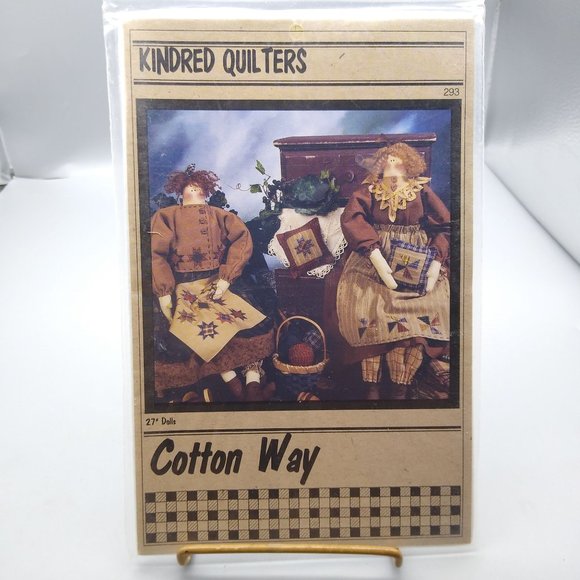 KINDRED QUILTERS
293
27" Dolls
Cotton Way